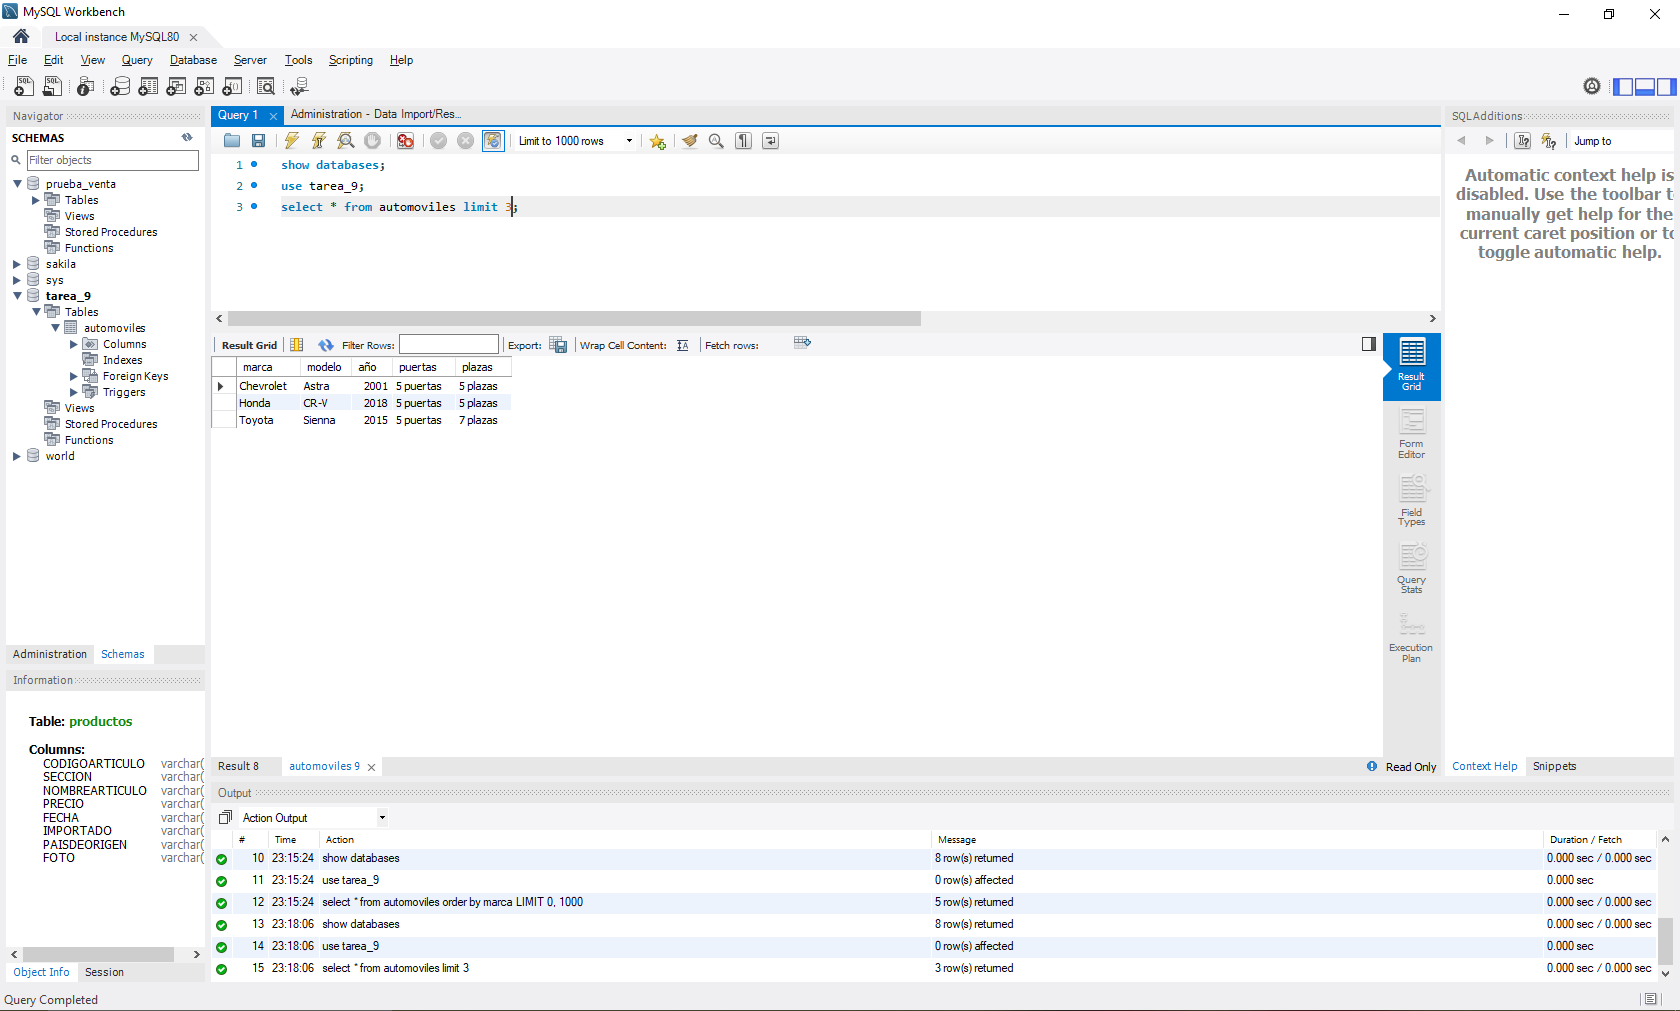 MySQL Workbench
Local instance MySQL80
File Edit View Query Database Server Tools Scripting Help
Navigator
SCHEMAS
Filter objects
prueba_venta
Tables
Views
Stored Procedures
Functions
sakila
sys
tarea_9
Tables
automoviles
Columns
Indexes
Foreign Keys
Triggers
Views
Stored Procedures
Functions
world
Administration Schemas
Information
Table: productos
Columns:
CODIGOARTICULO varchar(
SECCION varchar(
NOMBREARTICULO varchar(
PRECIO varchar(
FECHA varchar(
IMPORTADO varchar(
PAISDEORIGEN varchar(
FOTO varchar(
Object Info Session
Query 1 Administration - Data Import/Res...
Limit to 1000 rows
1 show databases;
2 use tarea_9;
3 select * from automoviles limit 3;
Result Grid Filter Rows: Export: Wrap Cell Content: Fetch rows:
marca modelo año puertas plazas
Chevrolet Astra 2001 5 puertas 5 plazas
Honda CR-V 2018 5 puertas 5 plazas
Toyota Sienna 2015 5 puertas 7 plazas
Result Grid
Form Editor
Field Types
Query Stats
Execution Plan
Result 8 automoviles 9 Read Only
SQLAdditions
Jump to
Automatic context help is
disabled. Use the toolbar t
manually get help for the
current caret position or to
toggle automatic help.
Context Help Snippets
Output
Action Output
# Time Action Message Duration / Fetch
10 23:15:24 show databases 8 row(s) returned 0.000 sec / 0.000 sec
11 23:15:24 use tarea_9 0 row(s) affected 0.000 sec
12 23:15:24 select * from automoviles order by marca LIMIT 0, 1000 5 row(s) returned 0.000 sec / 0.000 sec
13 23:18:06 show databases 8 row(s) returned 0.000 sec / 0.000 sec
14 23:18:06 use tarea_9 0 row(s) affected 0.000 sec
15 23:18:06 select * from automoviles limit 3 3 row(s) returned 0.000 sec / 0.000 sec
Query Completed